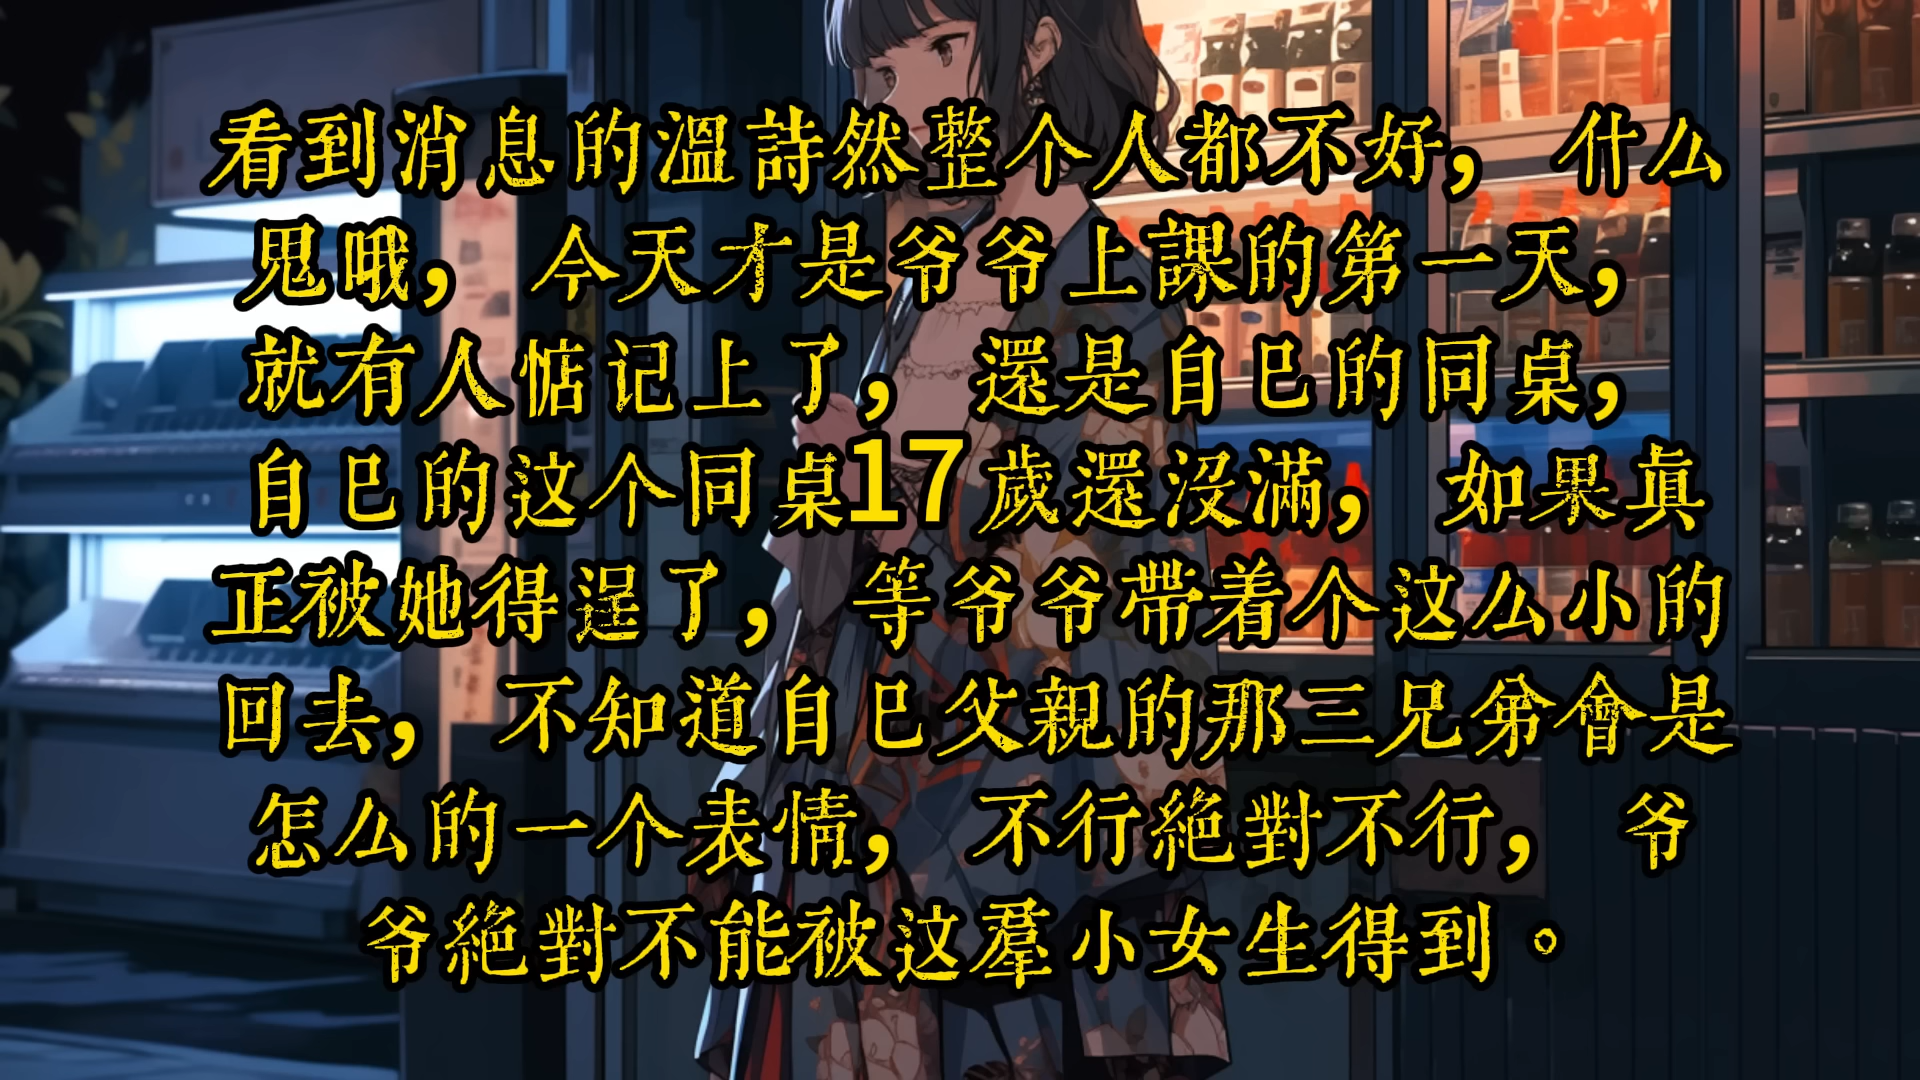 看到消息的溫詩然整个人都不好，什么
鬼哦，今天才是爷爷上課的第一天，
就有人惦记上了，還是自已的同桌，
自已的这个同桌17歲還沒滿，如果真
正被她得逞了，等爷爷帶着个这么小的
回去，不知道自已父親的那三兄弟會是
怎么的一个表情，不行絕對不行，爷
爷絕對不能被这羣小女生得到。